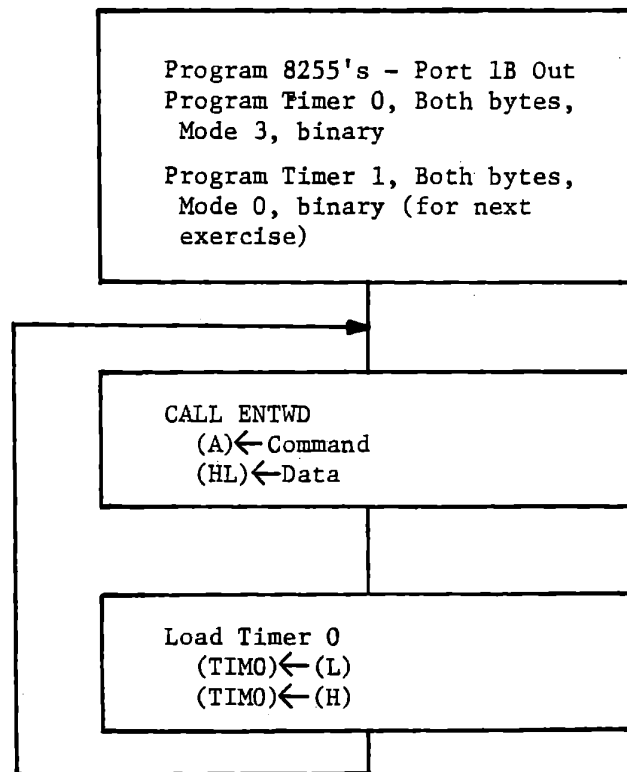 Program 8255's - Port 1B Out
Program Timer 0, Both bytes,
Mode 3, binary
Program Timer 1, Both bytes,
Mode 0, binary (for next
exercise)
CALL ENTWD
(A)←Command
(HL)←Data
Load Timer 0
(TIM0)←(L)
(TIM0)←(H)